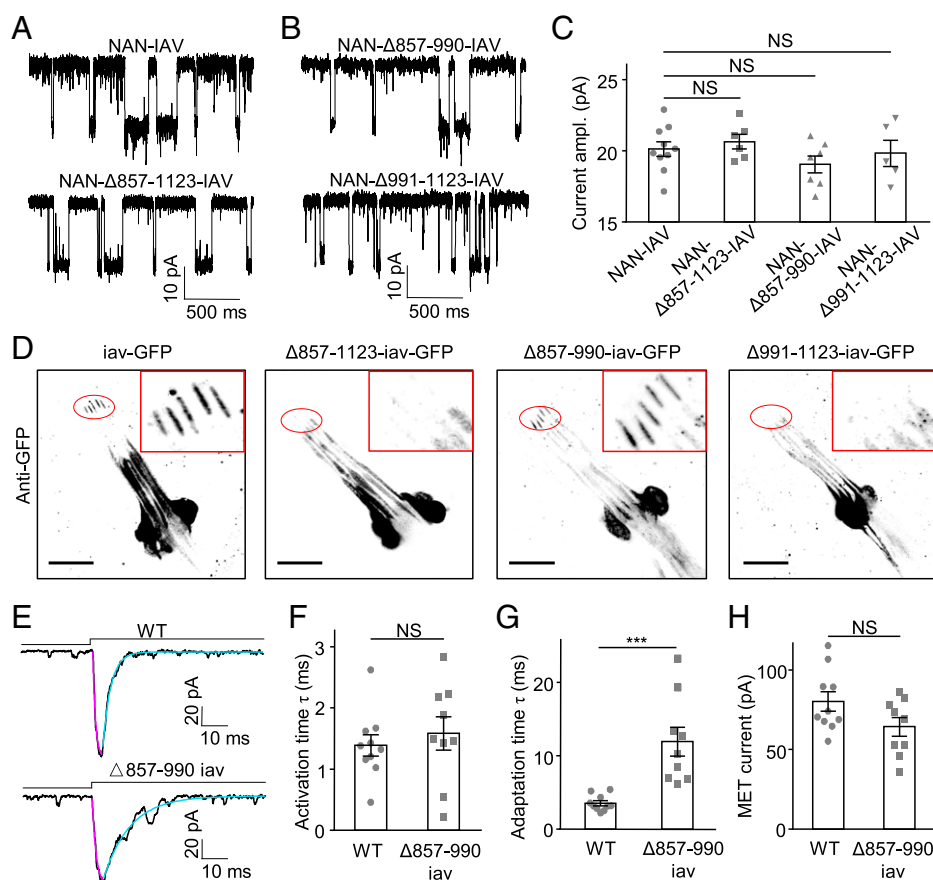 A
NAN-IAV
NAN-Δ857-1123-IAV
10 pA
500 ms
B
NAN-Δ857-990-IAV
NAN-Δ991-1123-IAV
10 pA
500 ms
C
NS
NS
NS
Current ampl. (pA)
25
20
15
NAN-IAV
NAN-
Δ857-1123-IAV
NAN-
Δ857-990-IAV
NAN-
Δ991-1123-IAV
D
iav-GFP
Δ857-1123-iav-GFP
Δ857-990-iav-GFP
Δ991-1123-iav-GFP
Anti-GFP
E
WT
20 pA
10 ms
△857-990 iav
20 pA
10 ms
F
NS
Activation time τ (ms)
3
2
1
0
WT
Δ857-990
iav
G
***
Adaptation time τ (ms)
20
10
0
WT
Δ857-990
iav
H
NS
MET current (pA)
100
50
0
WT
Δ857-990
iav